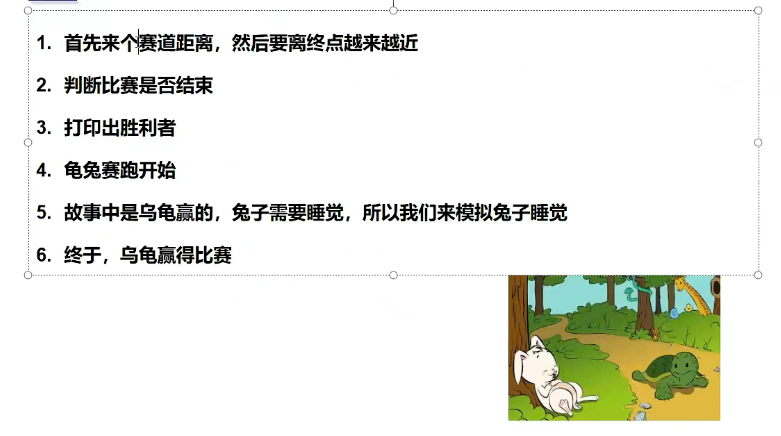 1. 首先来个赛道距离，然后要离终点越来越近
2. 判断比赛是否结束
3. 打印出胜利者
4. 龟兔赛跑开始
5. 故事中是乌龟赢的，兔子需要睡觉，所以我们来模拟兔子睡觉
6. 终于，乌龟赢得比赛